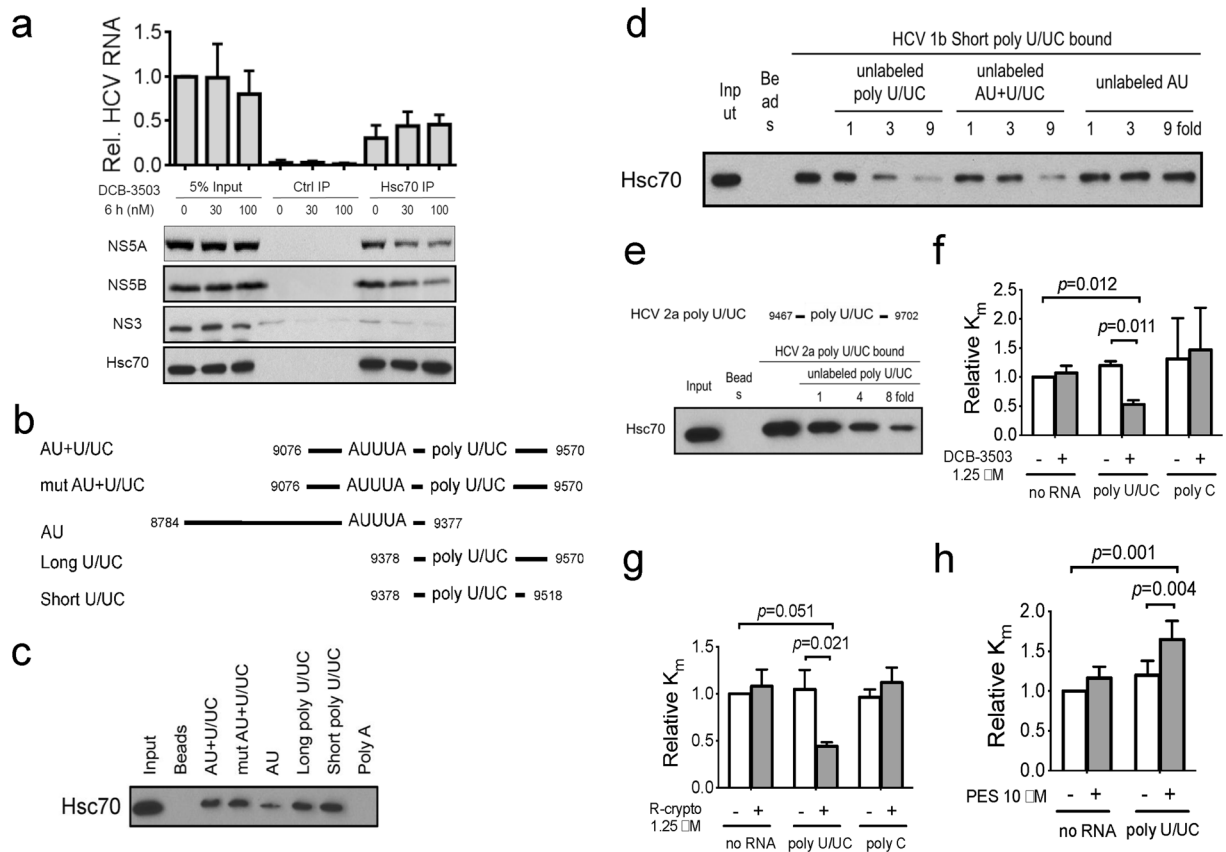 a
Rel. HCV RNA
1.5
1.0
0.5
0.0
DCB-3503 5% Input Ctrl IP Hsc70 IP
6 h (nM) 0 30 100 0 30 100 0 30 100
NS5A
NS5B
NS3
Hsc70
b
AU+U/UC 9076 AUUUA poly U/UC 9570
mut AU+U/UC 9076 AUUUA poly U/UC 9570
AU 8784 AUUUA 9377
Long U/UC 9378 poly U/UC 9570
Short U/UC 9378 poly U/UC 9518
c
Input Beads AU+U/UC mut AU+U/UC AU Long poly U/UC Short poly U/UC Poly A
Hsc70
d
HCV 1b Short poly U/UC bound
Inp
ut
Be
ad
s
unlabeled
poly U/UC
unlabeled
AU+U/UC
unlabeled AU
1 3 9 1 3 9 1 3 9 fold
Hsc70
e
HCV 2a poly U/UC 9467 poly U/UC 9702
HCV 2a poly U/UC bound
Input
Bead
s
unlabeled poly U/UC
1 4 8 fold
Hsc70
f
Relative Km
2.5
2.0
1.5
1.0
0.5
0.0
p=0.012
p=0.011
DCB-3503 - + - + - +
1.25 □M
no RNA poly U/UC poly C
g
Relative Km
1.5
1.0
0.5
0.0
p=0.051
p=0.021
R-crypto - + - + - +
1.25 □M
no RNA poly U/UC poly C
h
Relative Km
2.0
1.5
1.0
0.5
0.0
p=0.001
p=0.004
PES 10 □M - + - +
no RNA poly U/UC